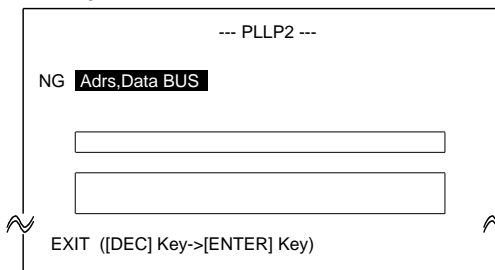 --- PLLP2 ---
NG Adrs,Data BUS
EXIT ([DEC] Key->[ENTER] Key)